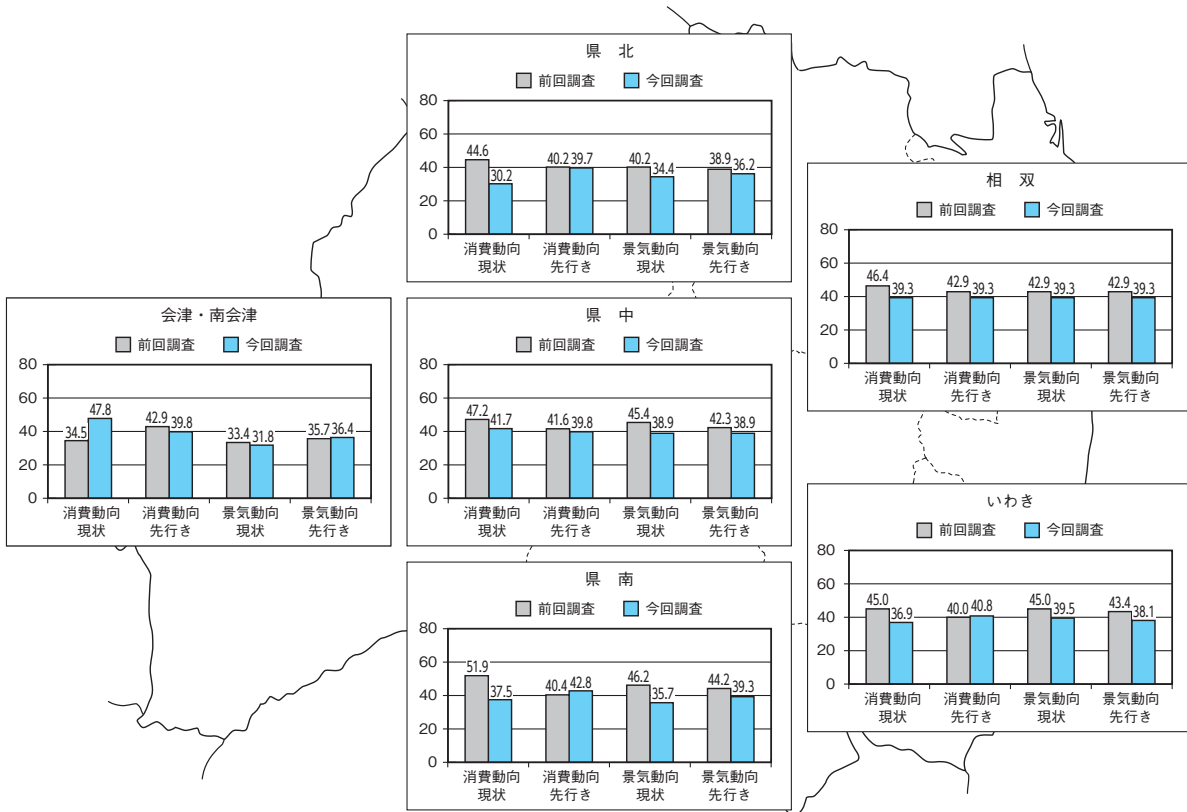 県 北
前回調査 今回調査
80
60
40
20
0
44.6 30.2 40.2 39.7 40.2 34.4 38.9 36.2
消費動向 消費動向 景気動向 景気動向
現状 先行き 現状 先行き
相 双
前回調査 今回調査
80
60
40
20
0
46.4 39.3 42.9 39.3 42.9 39.3 42.9 39.3
消費動向 消費動向 景気動向 景気動向
現状 先行き 現状 先行き
会津・南会津
前回調査 今回調査
80
60
40
20
0
34.5 47.8 42.9 39.8 33.4 31.8 35.7 36.4
消費動向 消費動向 景気動向 景気動向
現状 先行き 現状 先行き
県 中
前回調査 今回調査
80
60
40
20
0
47.2 41.7 41.6 39.8 45.4 38.9 42.3 38.9
消費動向 消費動向 景気動向 景気動向
現状 先行き 現状 先行き
いわき
前回調査 今回調査
80
60
40
20
0
45.0 36.9 40.0 40.8 45.0 39.5 43.4 38.1
消費動向 消費動向 景気動向 景気動向
現状 先行き 現状 先行き
県 南
前回調査 今回調査
80
60
40
20
0
51.9 37.5 40.4 42.8 46.2 35.7 44.2 39.3
消費動向 消費動向 景気動向 景気動向
現状 先行き 現状 先行き